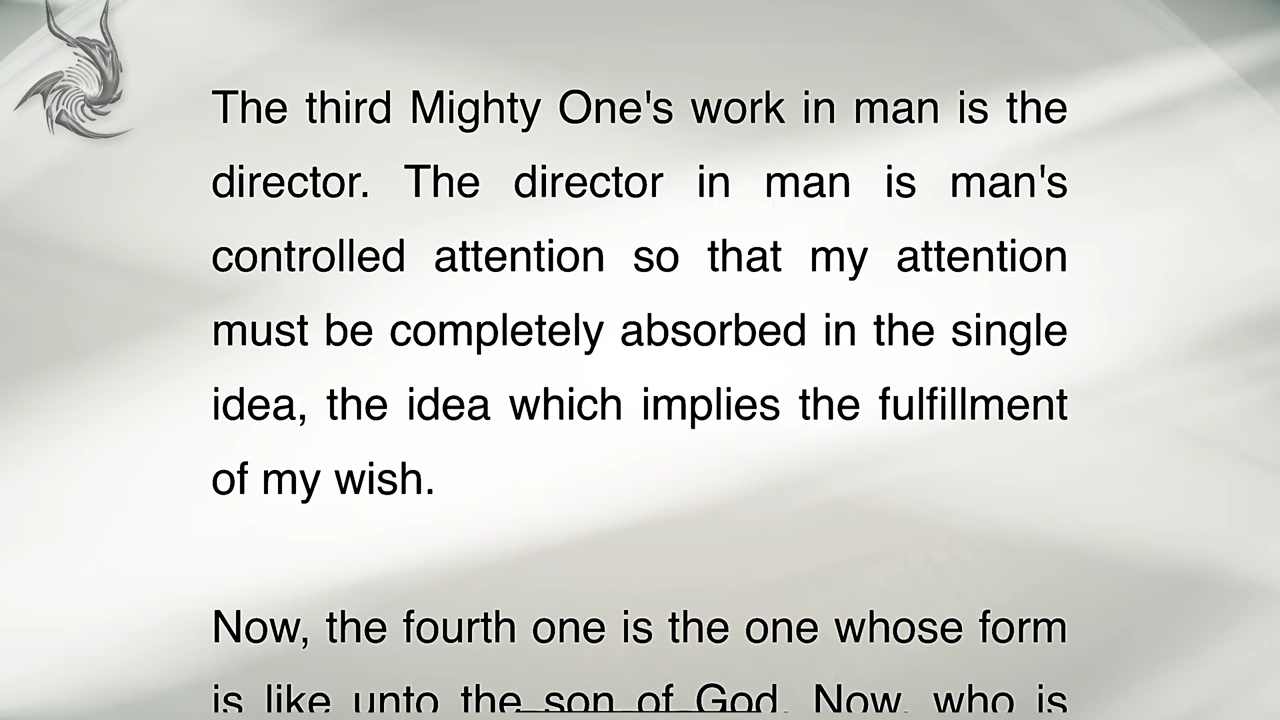 The third Mighty One's work in man is the
director. The director in man is man's
controlled attention so that my attention
must be completely absorbed in the single
idea, the idea which implies the fulfillment
of my wish.
Now, the fourth one is the one whose form
is like unto the son of God. Now, who is